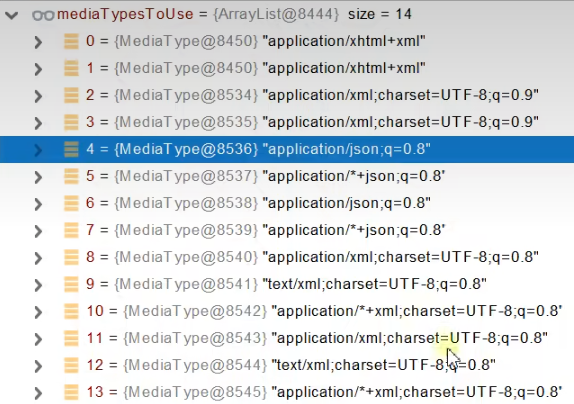 mediaTypesToUse = {ArrayList@8444} size = 14
0 = {MediaType@8450} "application/xhtml+xml"
1 = {MediaType@8450} "application/xhtml+xml"
2 = {MediaType@8534} "application/xml;charset=UTF-8;q=0.9"
3 = {MediaType@8535} "application/xml;charset=UTF-8;q=0.9"
4 = {MediaType@8536} "application/json;q=0.8"
5 = {MediaType@8537} "application/*+json;q=0.8"
6 = {MediaType@8538} "application/json;q=0.8"
7 = {MediaType@8539} "application/*+json;q=0.8"
8 = {MediaType@8540} "application/xml;charset=UTF-8;q=0.8"
9 = {MediaType@8541} "text/xml;charset=UTF-8;q=0.8"
10 = {MediaType@8542} "application/*+xml;charset=UTF-8;q=0.8"
11 = {MediaType@8543} "application/xml;charset=UTF-8;q=0.8"
12 = {MediaType@8544} "text/xml;charset=UTF-8;q=0.8"
13 = {MediaType@8545} "application/*+xml;charset=UTF-8;q=0.8"